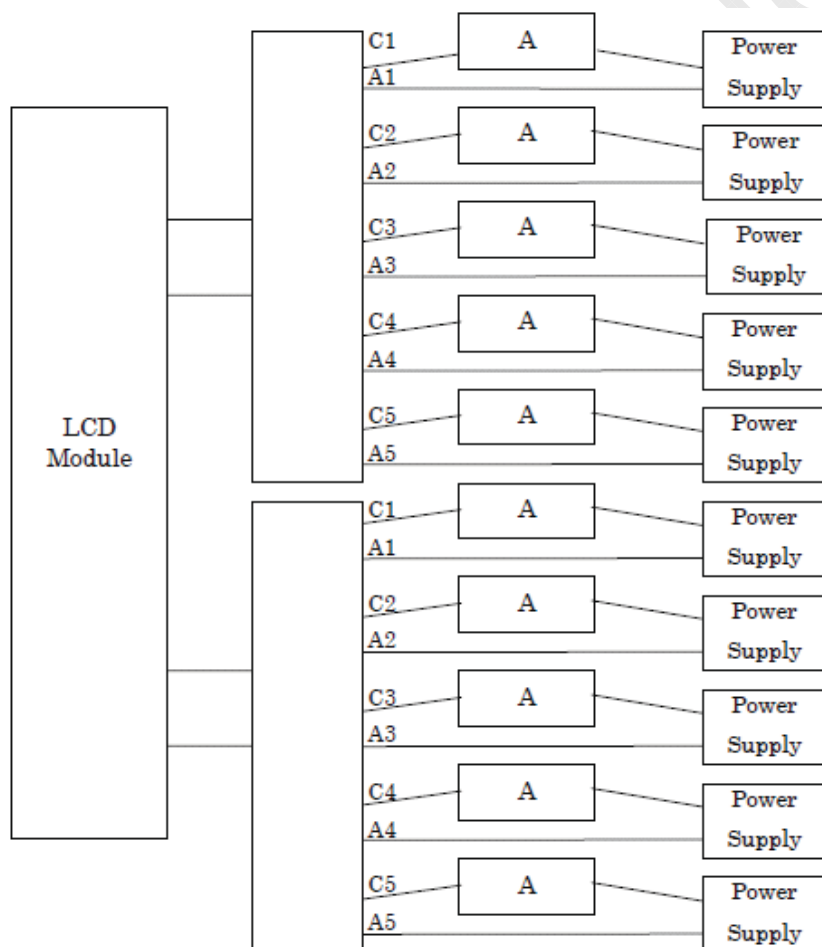 C1
A
Power
A1
Supply
C2
A
Power
A2
Supply
C3
A
Power
A3
Supply
C4
A
Power
A4
Supply
C5
A
Power
LCD
Module
A5
Supply
C1
A
Power
A1
Supply
C2
A
Power
A2
Supply
C3
A
Power
A3
Supply
C4
A
Power
A4
Supply
C5
A
Power
A5
Supply